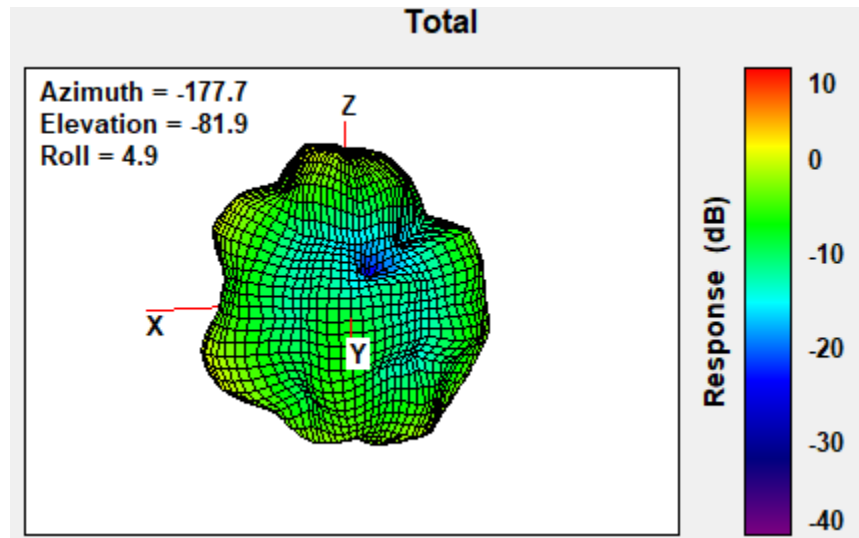 Total
Azimuth = -177.7
Elevation = -81.9
Roll = 4.9
Z
X
Y
10
0
-10
-20
-30
-40
Response (dB)